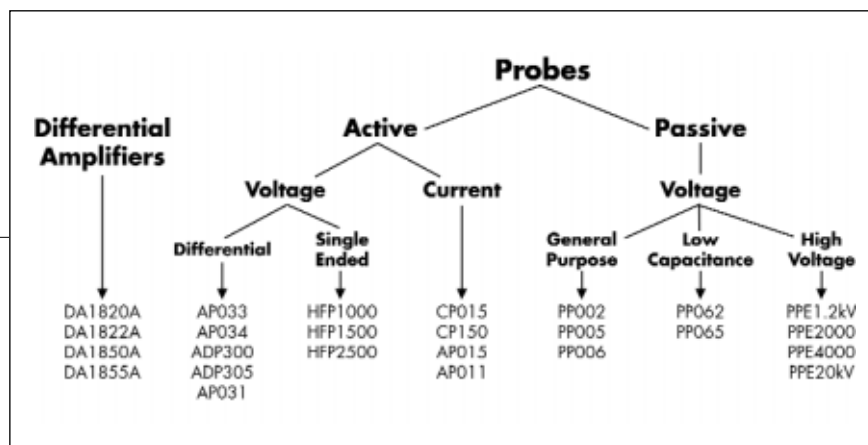 Probes
Differential
Amplifiers
Active
Passive
Voltage
Current
Voltage
Differential
Single
Ended
General
Purpose
Low
Capacitance
High
Voltage
DA1820A
DA1822A
DA1850A
DA1855A
AP033
AP034
ADP300
ADP305
AP031
HFP1000
HFP1500
HFP2500
CP015
CP150
AP015
AP011
PP002
PP005
PP006
PP062
PP065
PPE1.2kV
PPE2000
PPE4000
PPE20kV